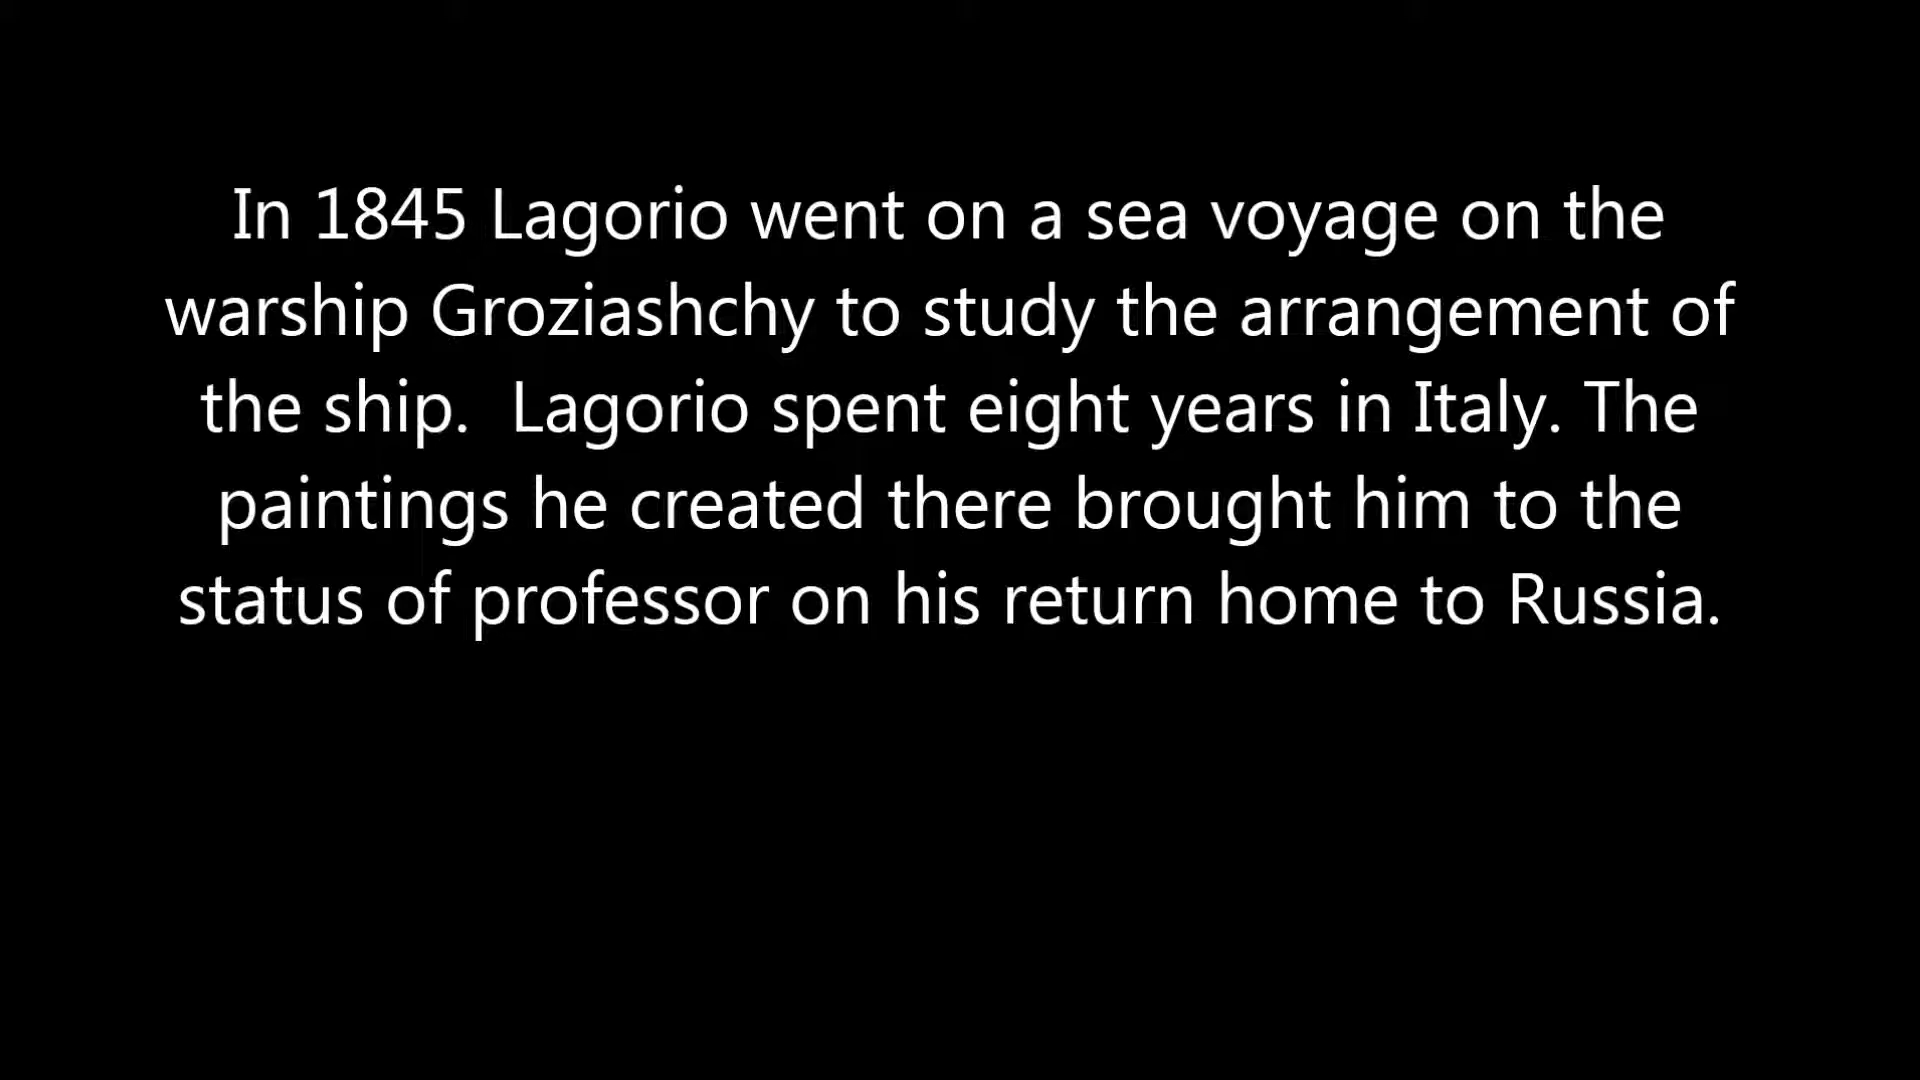 In 1845 Lagorio went on a sea voyage on the
warship Groziashchy to study the arrangement of
the ship.  Lagorio spent eight years in Italy. The
paintings he created there brought him to the
status of professor on his return home to Russia.